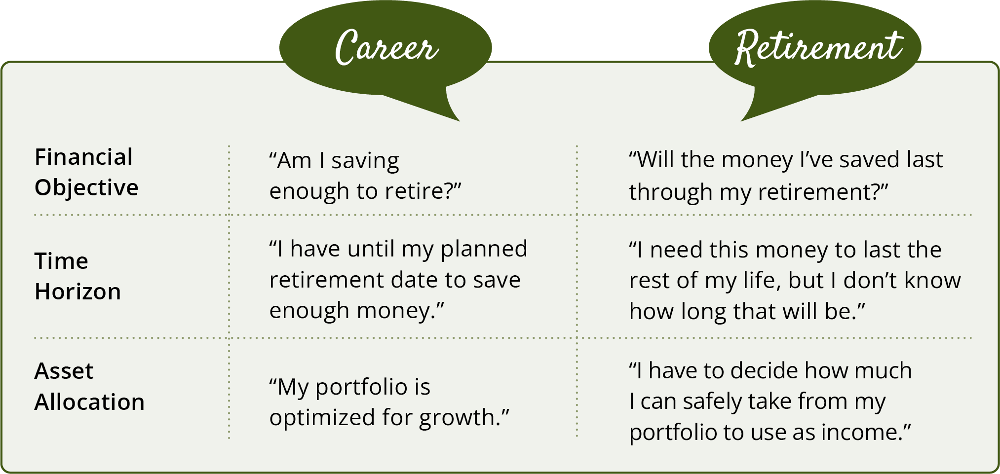 Career
Retirement
Financial
Objective
“Am I saving
enough to retire?”
“Will the money I’ve saved last
through my retirement?”
Time
Horizon
“I have until my planned
retirement date to save
enough money.”
“I need this money to last the
rest of my life, but I don’t know
how long that will be.”
Asset
Allocation
“My portfolio is
optimized for growth.”
“I have to decide how much
I can safely take from my
portfolio to use as income.”